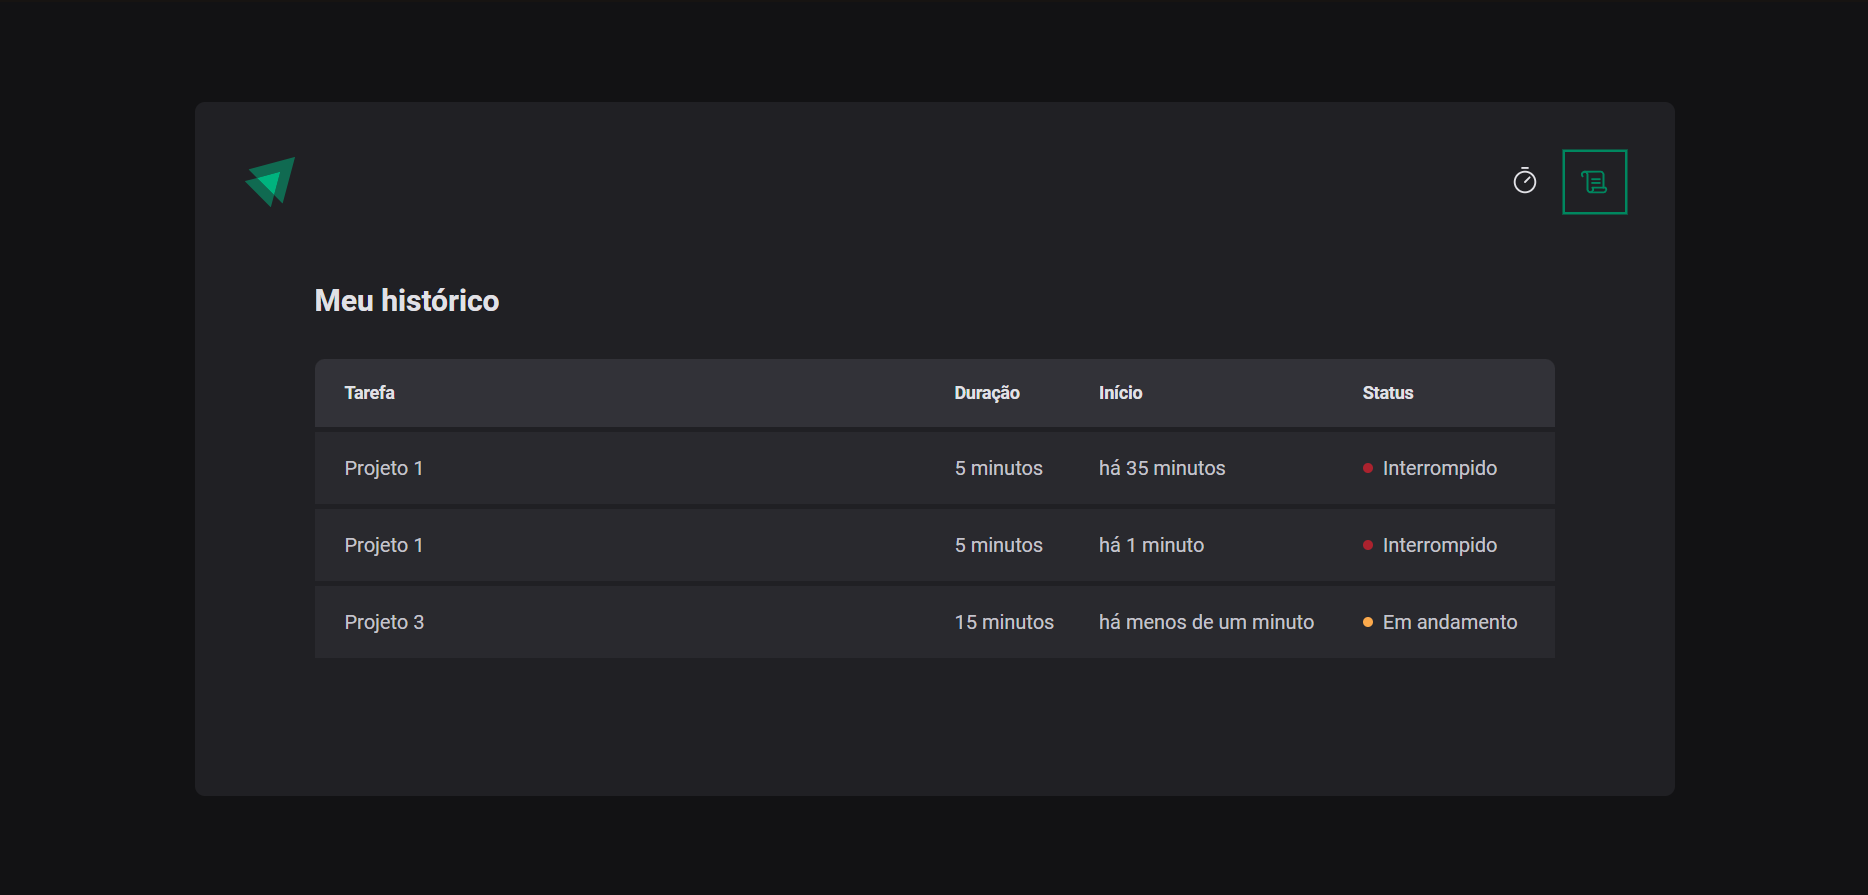 Meu histórico
Tarefa Duração Início Status
Projeto 1 5 minutos há 35 minutos Interrompido
Projeto 1 5 minutos há 1 minuto Interrompido
Projeto 3 15 minutos há menos de um minuto Em andamento